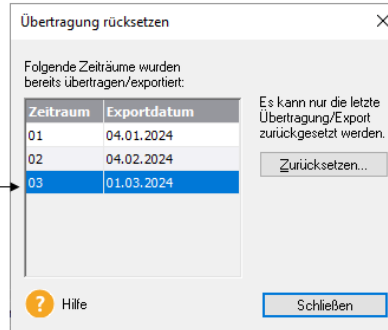 Übertragung rücksetzen
Folgende Zeiträume wurden
bereits übertragen/exportiert:
Zeitraum Exportdatum
01 04.01.2024
02 04.02.2024
03 01.03.2024
Es kann nur die letzte
Übertragung/Export
zurückgesetzt werden.
Zurücksetzen...
? Hilfe
Schließen